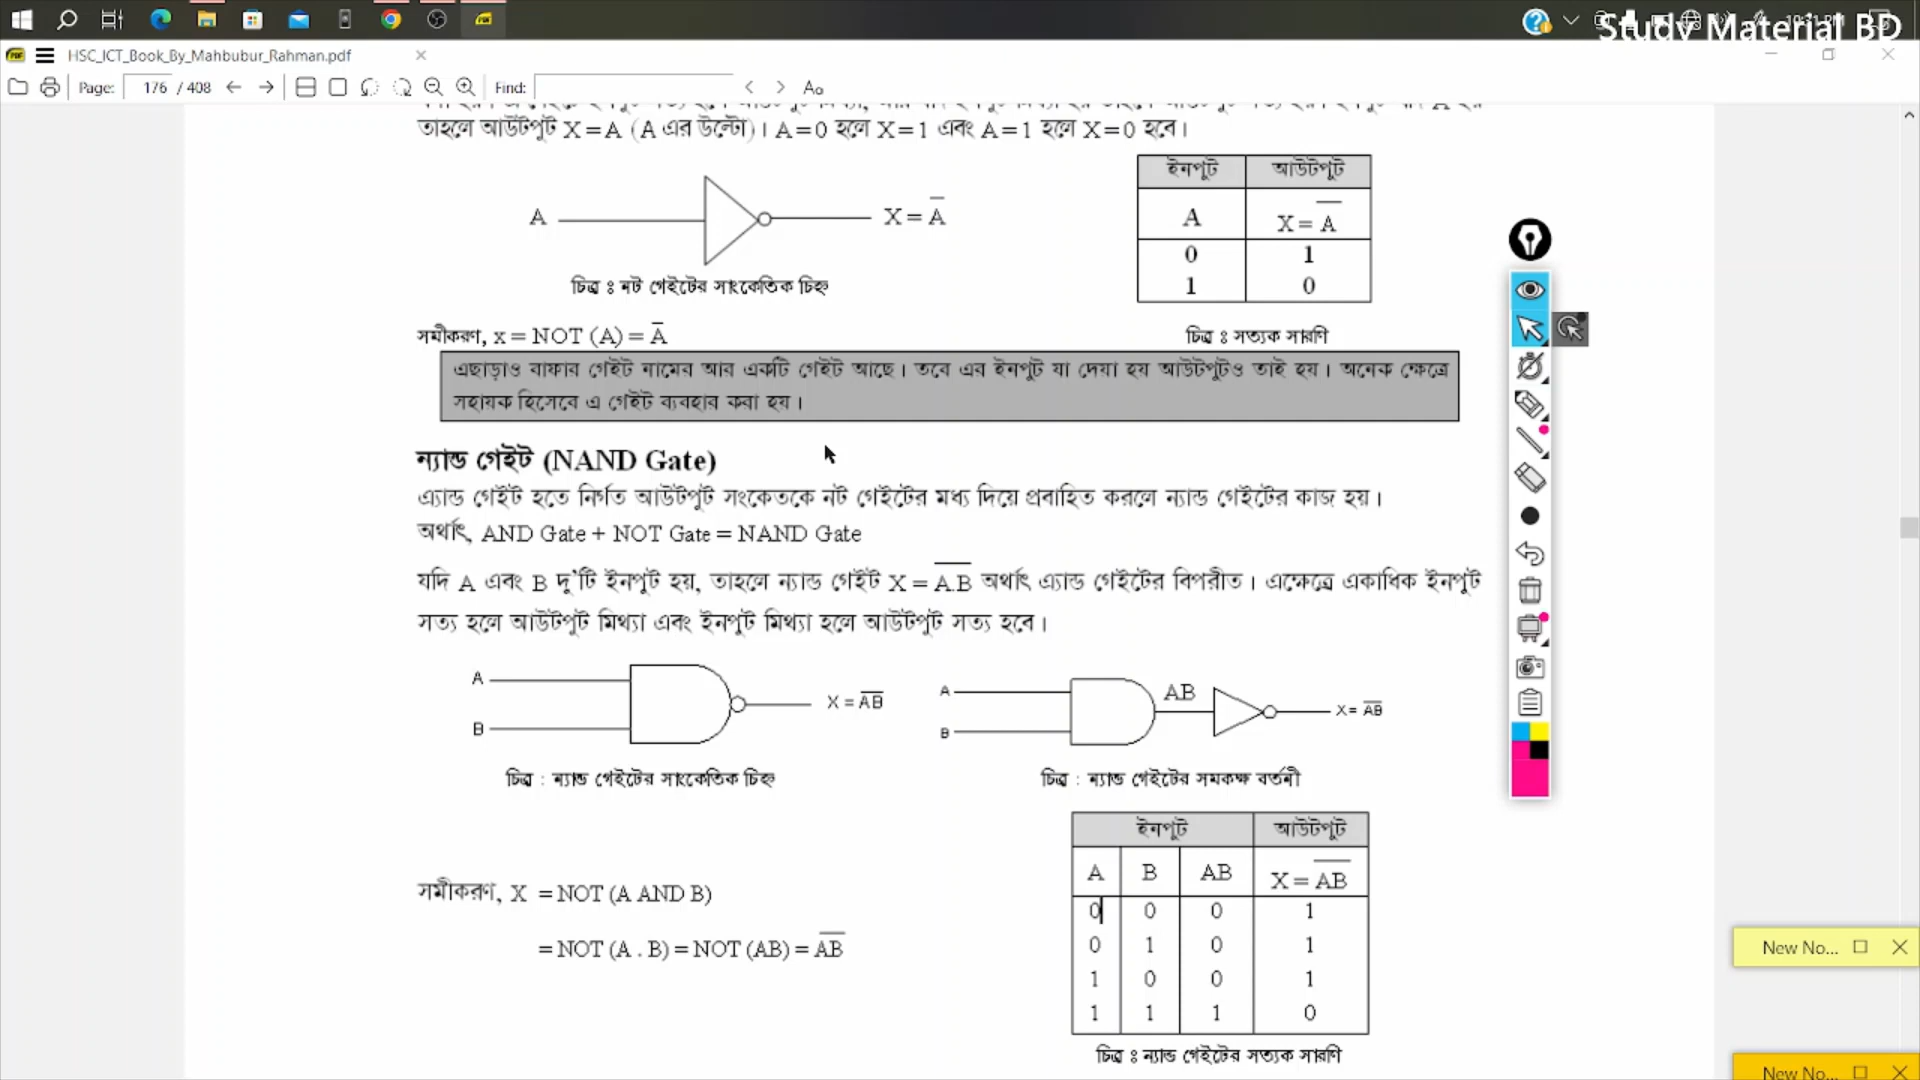 Study Material BD
HSC_ICT_Book_By_Mahbubur_Rahman.pdf
Page: 176 / 408 Find:
তাহলে আউটপুট X=A (A এর উল্টো)। A=0 হলে X=1 এবং A=1 হলে X=0 হবে।
ইনপুট আউটপুট
A X = A̅
A X = A̅
0 1
1 0
চিত্র ঃ নট গেইটের সাংকেতিক চিহ্ন
সমীকরণ, x = NOT (A) = A̅
চিত্র ঃ সত্যক সারণি
এছাড়াও বাফার গেইট নামের আর একটি গেইট আছে। তবে এর ইনপুট যা দেয়া হয় আউটপুটও তাই হয়। অনেক ক্ষেত্রে
সহায়ক হিসেবে এ গেইট ব্যবহার করা হয়।
ন্যান্ড গেইট (NAND Gate)
এ্যান্ড গেইট হতে নির্গত আউটপুট সংকেতকে নট গেইটের মধ্য দিয়ে প্রবাহিত করলে ন্যান্ড গেইটের কাজ হয়।
অর্থাৎ, AND Gate + NOT Gate = NAND Gate
যদি A এবং B দু'টি ইনপুট হয়, তাহলে ন্যান্ড গেইট X = A̅.̅B̅ অর্থাৎ এ্যান্ড গেইটের বিপরীত। এক্ষেত্রে একাধিক ইনপুট
সত্য হলে আউটপুট মিথ্যা এবং ইনপুট মিথ্যা হলে আউটপুট সত্য হবে।
A
B
X = A̅B̅
A
B
AB
X = A̅B̅
চিত্র : ন্যান্ড গেইটের সাংকেতিক চিহ্ন
চিত্র : ন্যান্ড গেইটের সমকক্ষ বর্তনী
ইনপুট আউটপুট
A B AB X = A̅B̅
0 0 0 1
0 1 0 1
1 0 0 1
1 1 1 0
সমীকরণ, X = NOT (A AND B)
= NOT (A . B) = NOT (AB) = A̅B̅
চিত্র ঃ ন্যান্ড গেইটের সত্যক সারণি
New No...
New No...